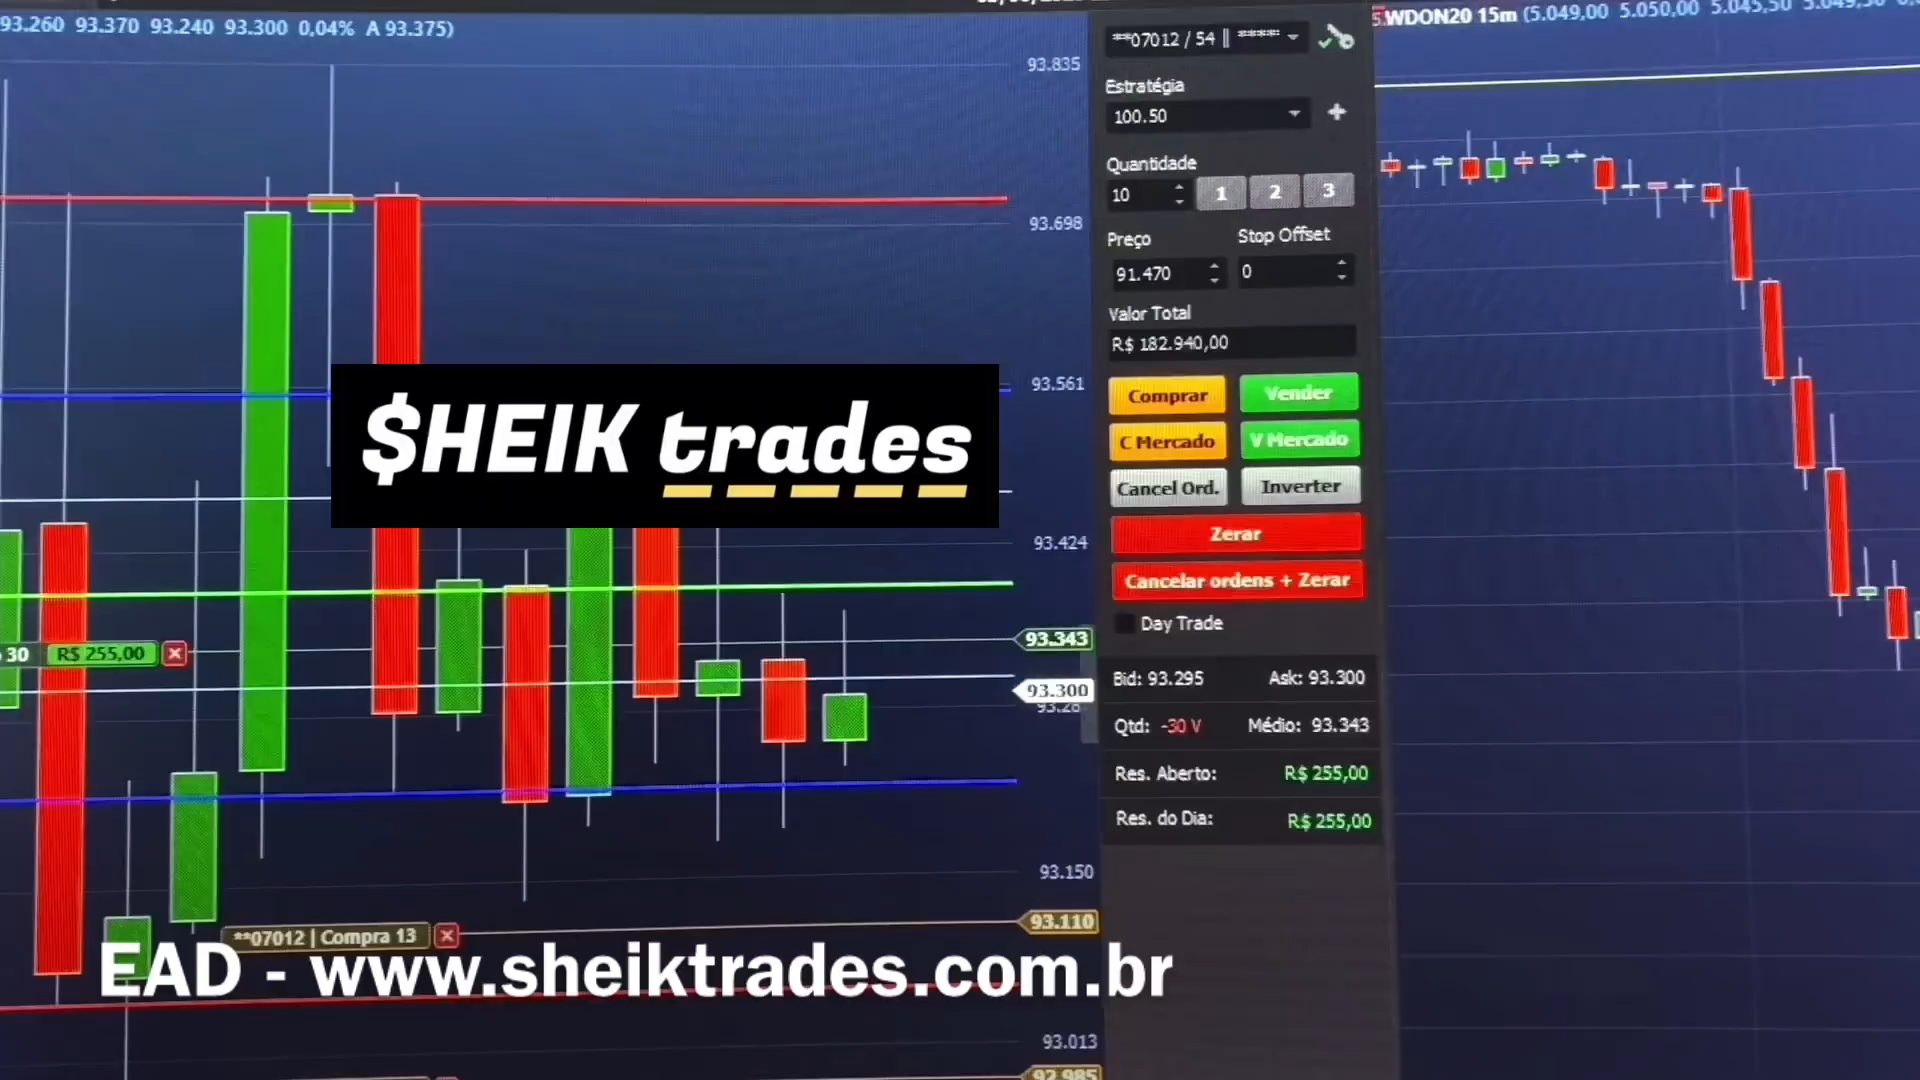 93.260 93.370 93.240 93.300 0,04% A 93.375)
93.835
93.698
93.561
93.424
93.343
93.300
93.150
93.110
93.013
92.985
30 R$ 255,00
**07012 | Compra 13
$HEIK trades
EAD - www.sheiktrades.com.br
**07012 / 54 || ****
Estratégia
100.50
Quantidade
10 1 2 3
Preço Stop Offset
91.470 0
Valor Total
R$ 182.940,00
Comprar Vender
C Mercado V Mercado
Cancel Ord. Inverter
Zerar
Cancelar ordens + Zerar
Day Trade
Bid: 93.295 Ask: 93.300
Qtd: -30 V Médio: 93.343
Res. Aberto: R$ 255,00
Res. do Dia: R$ 255,00
WDON20 15m (5.049,00 5.050,00 5.045,50